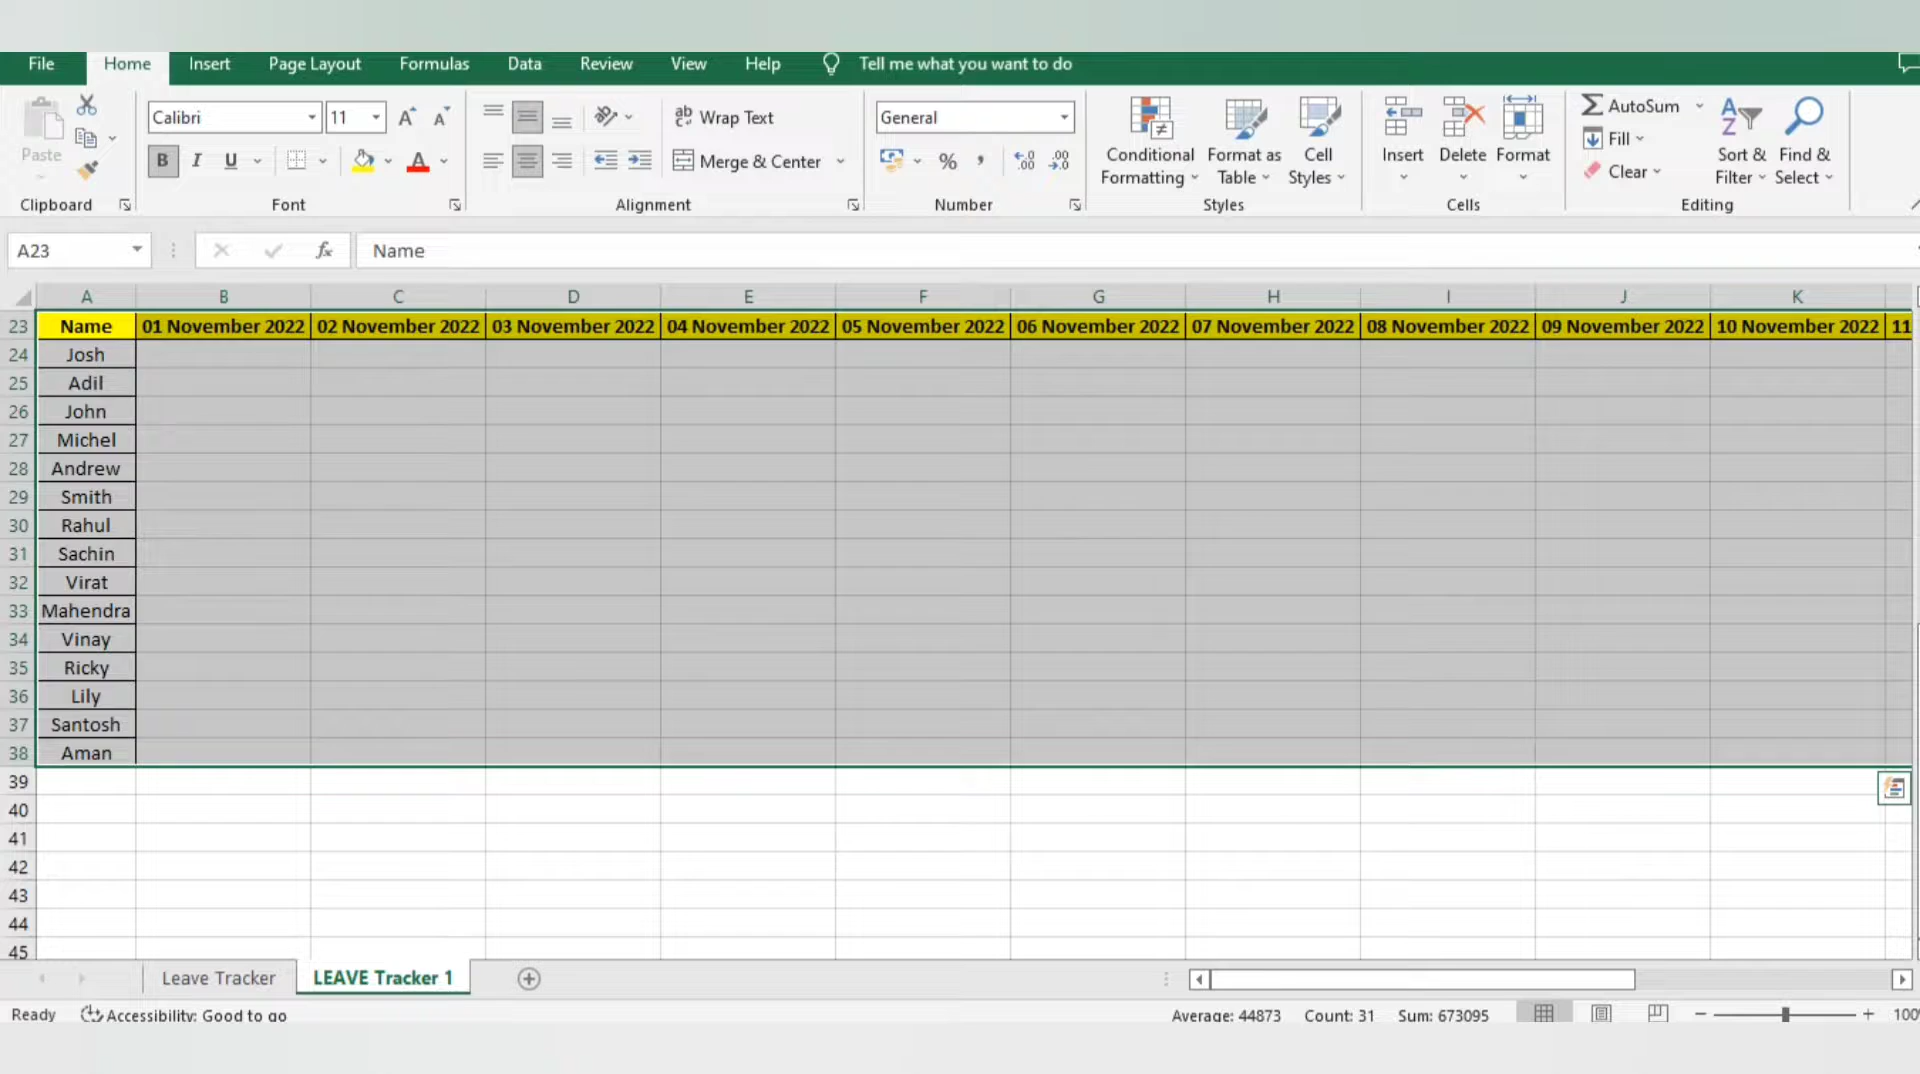 File Home Insert Page Layout Formulas Data Review View Help Tell me what you want to do
Calibri 11 ab Wrap Text General AutoSum
Paste B I U A Merge & Center % Conditional Formatting Format as Table Cell Styles Insert Delete Format Fill Clear Sort & Filter Find & Select
Clipboard Font Alignment Number Styles Cells Editing
A23 fx Name
A B C D E F G H I J K
23 Name 01 November 2022 02 November 2022 03 November 2022 04 November 2022 05 November 2022 06 November 2022 07 November 2022 08 November 2022 09 November 2022 10 November 2022 11
24 Josh
25 Adil
26 John
27 Michel
28 Andrew
29 Smith
30 Rahul
31 Sachin
32 Virat
33 Mahendra
34 Vinay
35 Ricky
36 Lily
37 Santosh
38 Aman
39
40
41
42
43
44
45
Leave Tracker LEAVE Tracker 1
Ready Accessibility: Good to go Average: 44873 Count: 31 Sum: 673095 100%